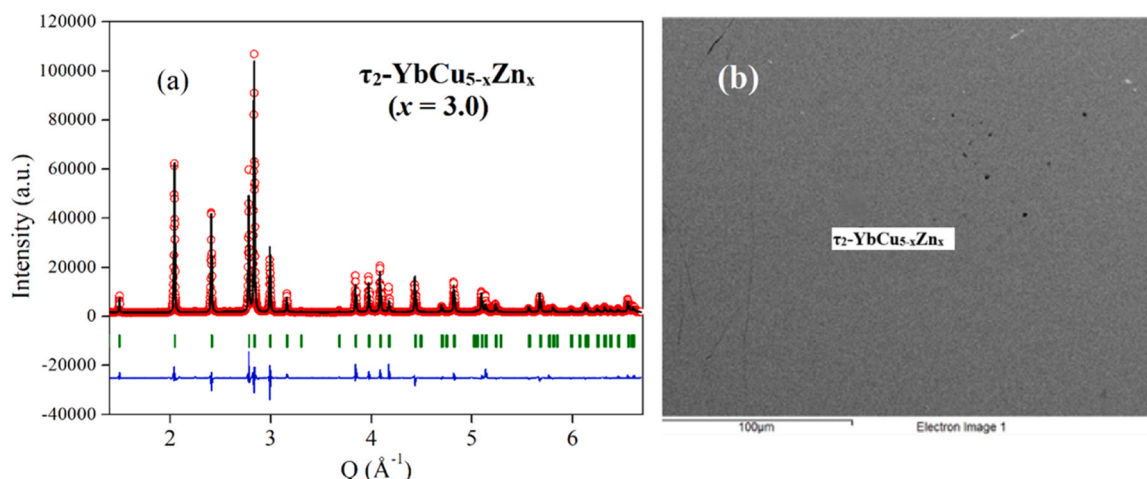 120000
100000
80000
60000
40000
20000
0
-20000
-40000
Intensity (a.u.)
(a)
τ₂-YbCu₅₋ₓZnₓ
(x = 3.0)
2 3 4 5 6
Q (Å⁻¹)
(b)
τ₂-YbCu₅₋ₓZnₓ
100μm
Electron Image 1